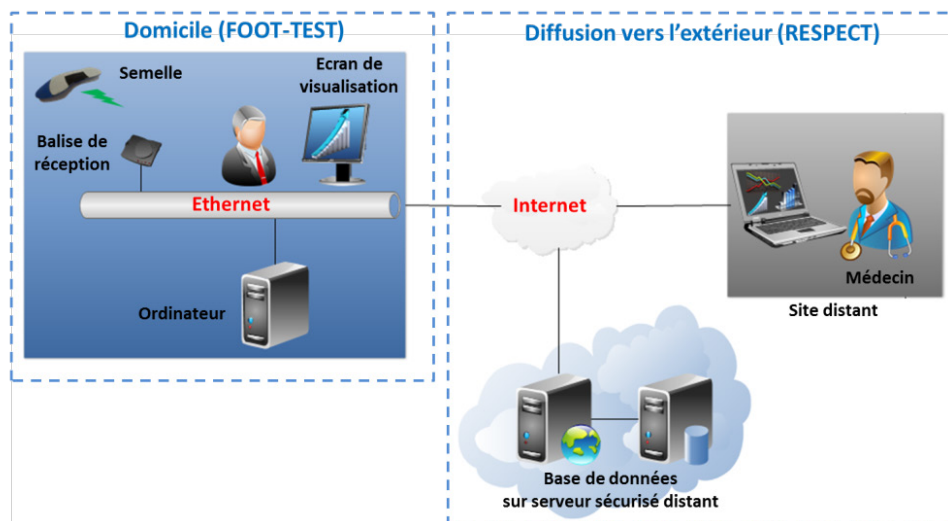 Domicile (FOOT-TEST)
Semelle
Ecran de
visualisation
Balise de
réception
Ethernet
Ordinateur
Diffusion vers l'extérieur (RESPECT)
Internet
Médecin
Site distant
Base de données
sur serveur sécurisé distant